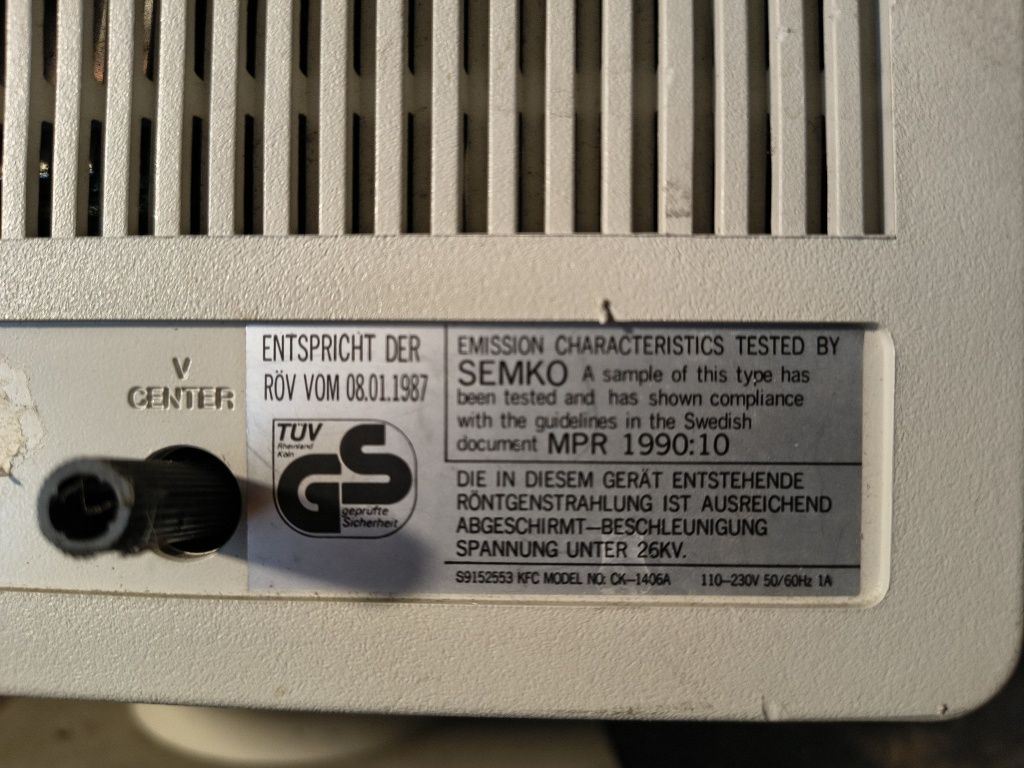 V
CENTER
ENTSPRICHT DER
RÖV VOM 08.01.1987
TÜV
Rheinland
Köln
GS
geprüfte
Sicherheit
EMISSION CHARACTERISTICS TESTED BY
SEMKO A sample of this type has
been tested and has shown compliance
with the guidelines in the Swedish
document MPR 1990:10
DIE IN DIESEM GERÄT ENTSTEHENDE
RÖNTGENSTRAHLUNG IST AUSREICHEND
ABGESCHIRMT—BESCHLEUNIGUNG
SPANNUNG UNTER 26KV.
S9152553 KFC MODEL NO: CK—1406A 110—230V 50/60Hz 1A